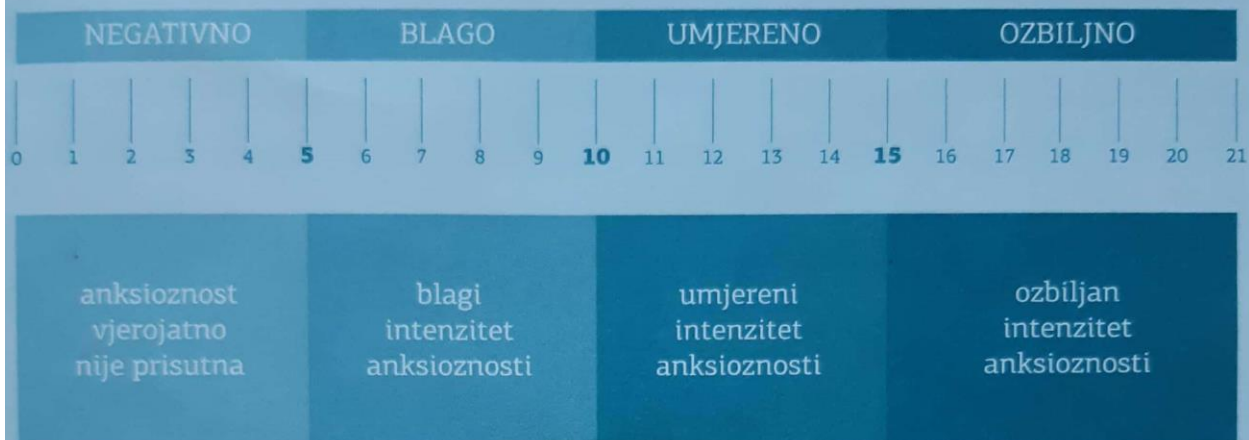 NEGATIVNO BLAGO UMJERENO OZBILJNO
0 1 2 3 4 5 6 7 8 9 10 11 12 13 14 15 16 17 18 19 20 21
anksioznost
vjerojatno
nije prisutna
blagi
intenzitet
anksioznosti
umjereni
intenzitet
anksioznosti
ozbiljan
intenzitet
anksioznosti